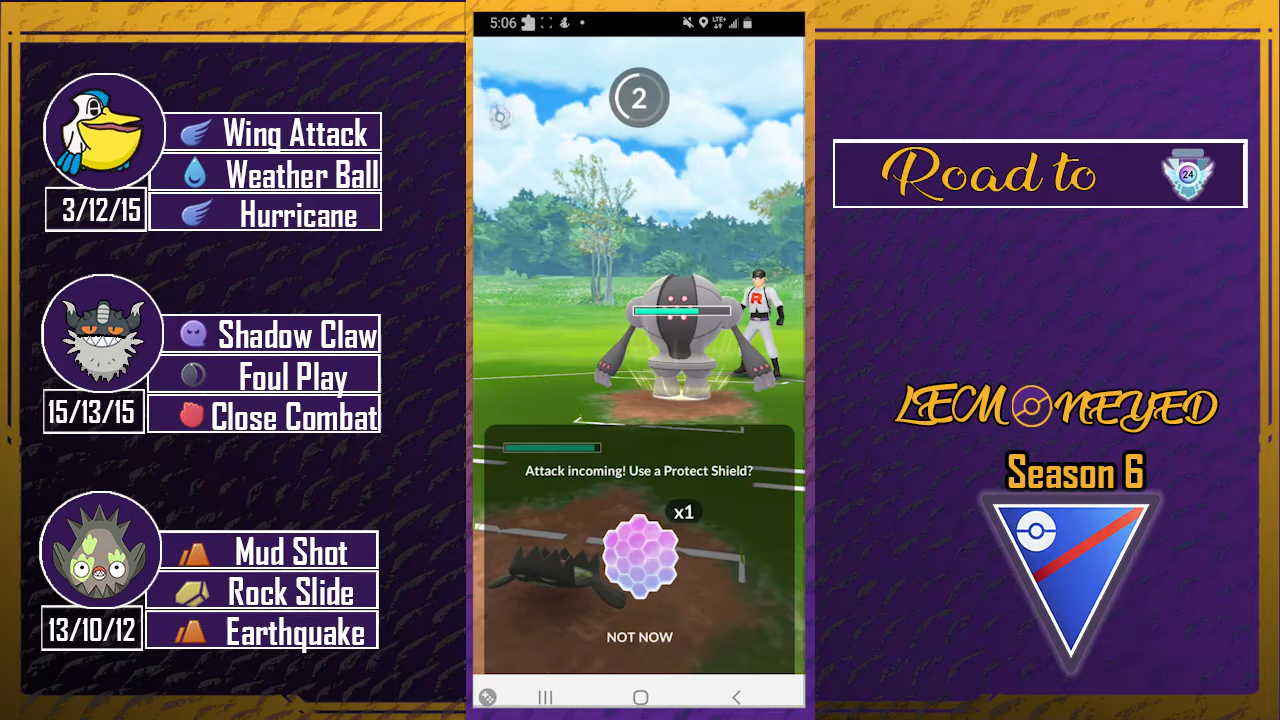 Wing Attack
Weather Ball
3/12/15
Hurricane
Shadow Claw
Foul Play
15/13/15
Close Combat
Mud Shot
Rock Slide
13/10/12
Earthquake
5:06
LTE+
2
R
Attack incoming! Use a Protect Shield?
x1
NOT NOW
Road to
24
LECMONEYED
Season 6